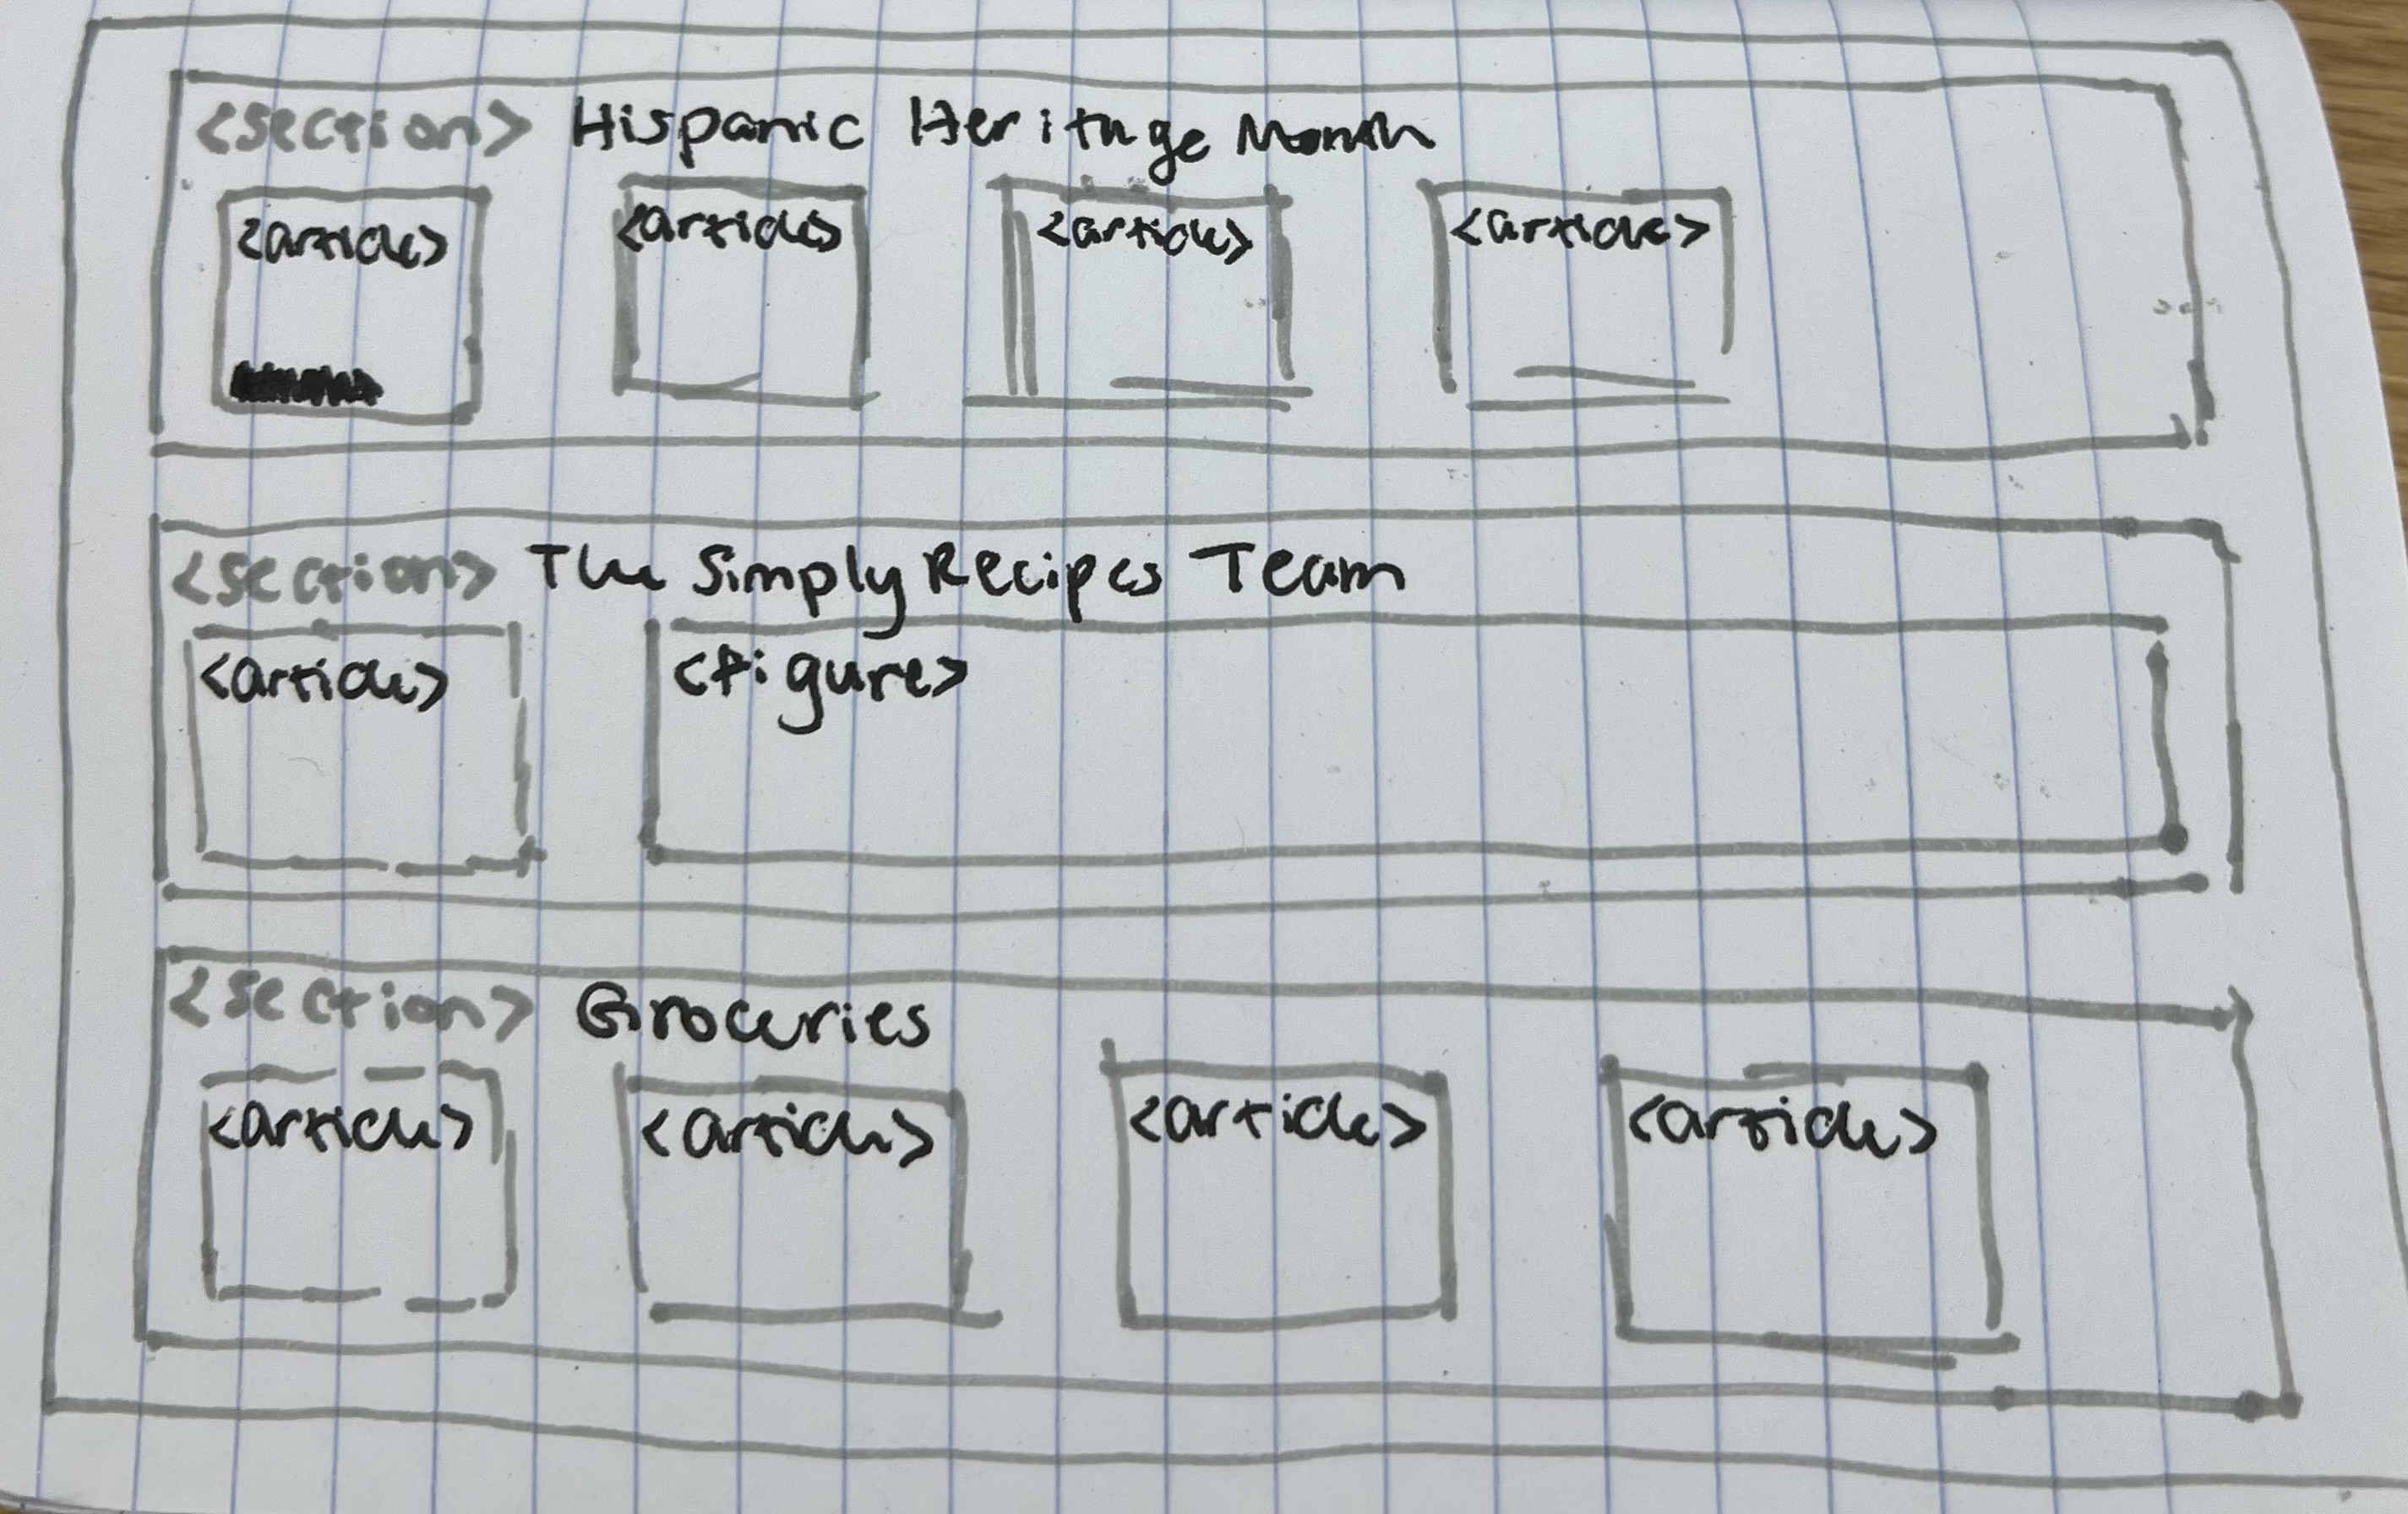 <section> Hispanic Heritage Month
<article> <article> <article> <article>
<section> The Simply Recipes Team
<article> <figure>
<section> Groceries
<article> <article> <article> <article>